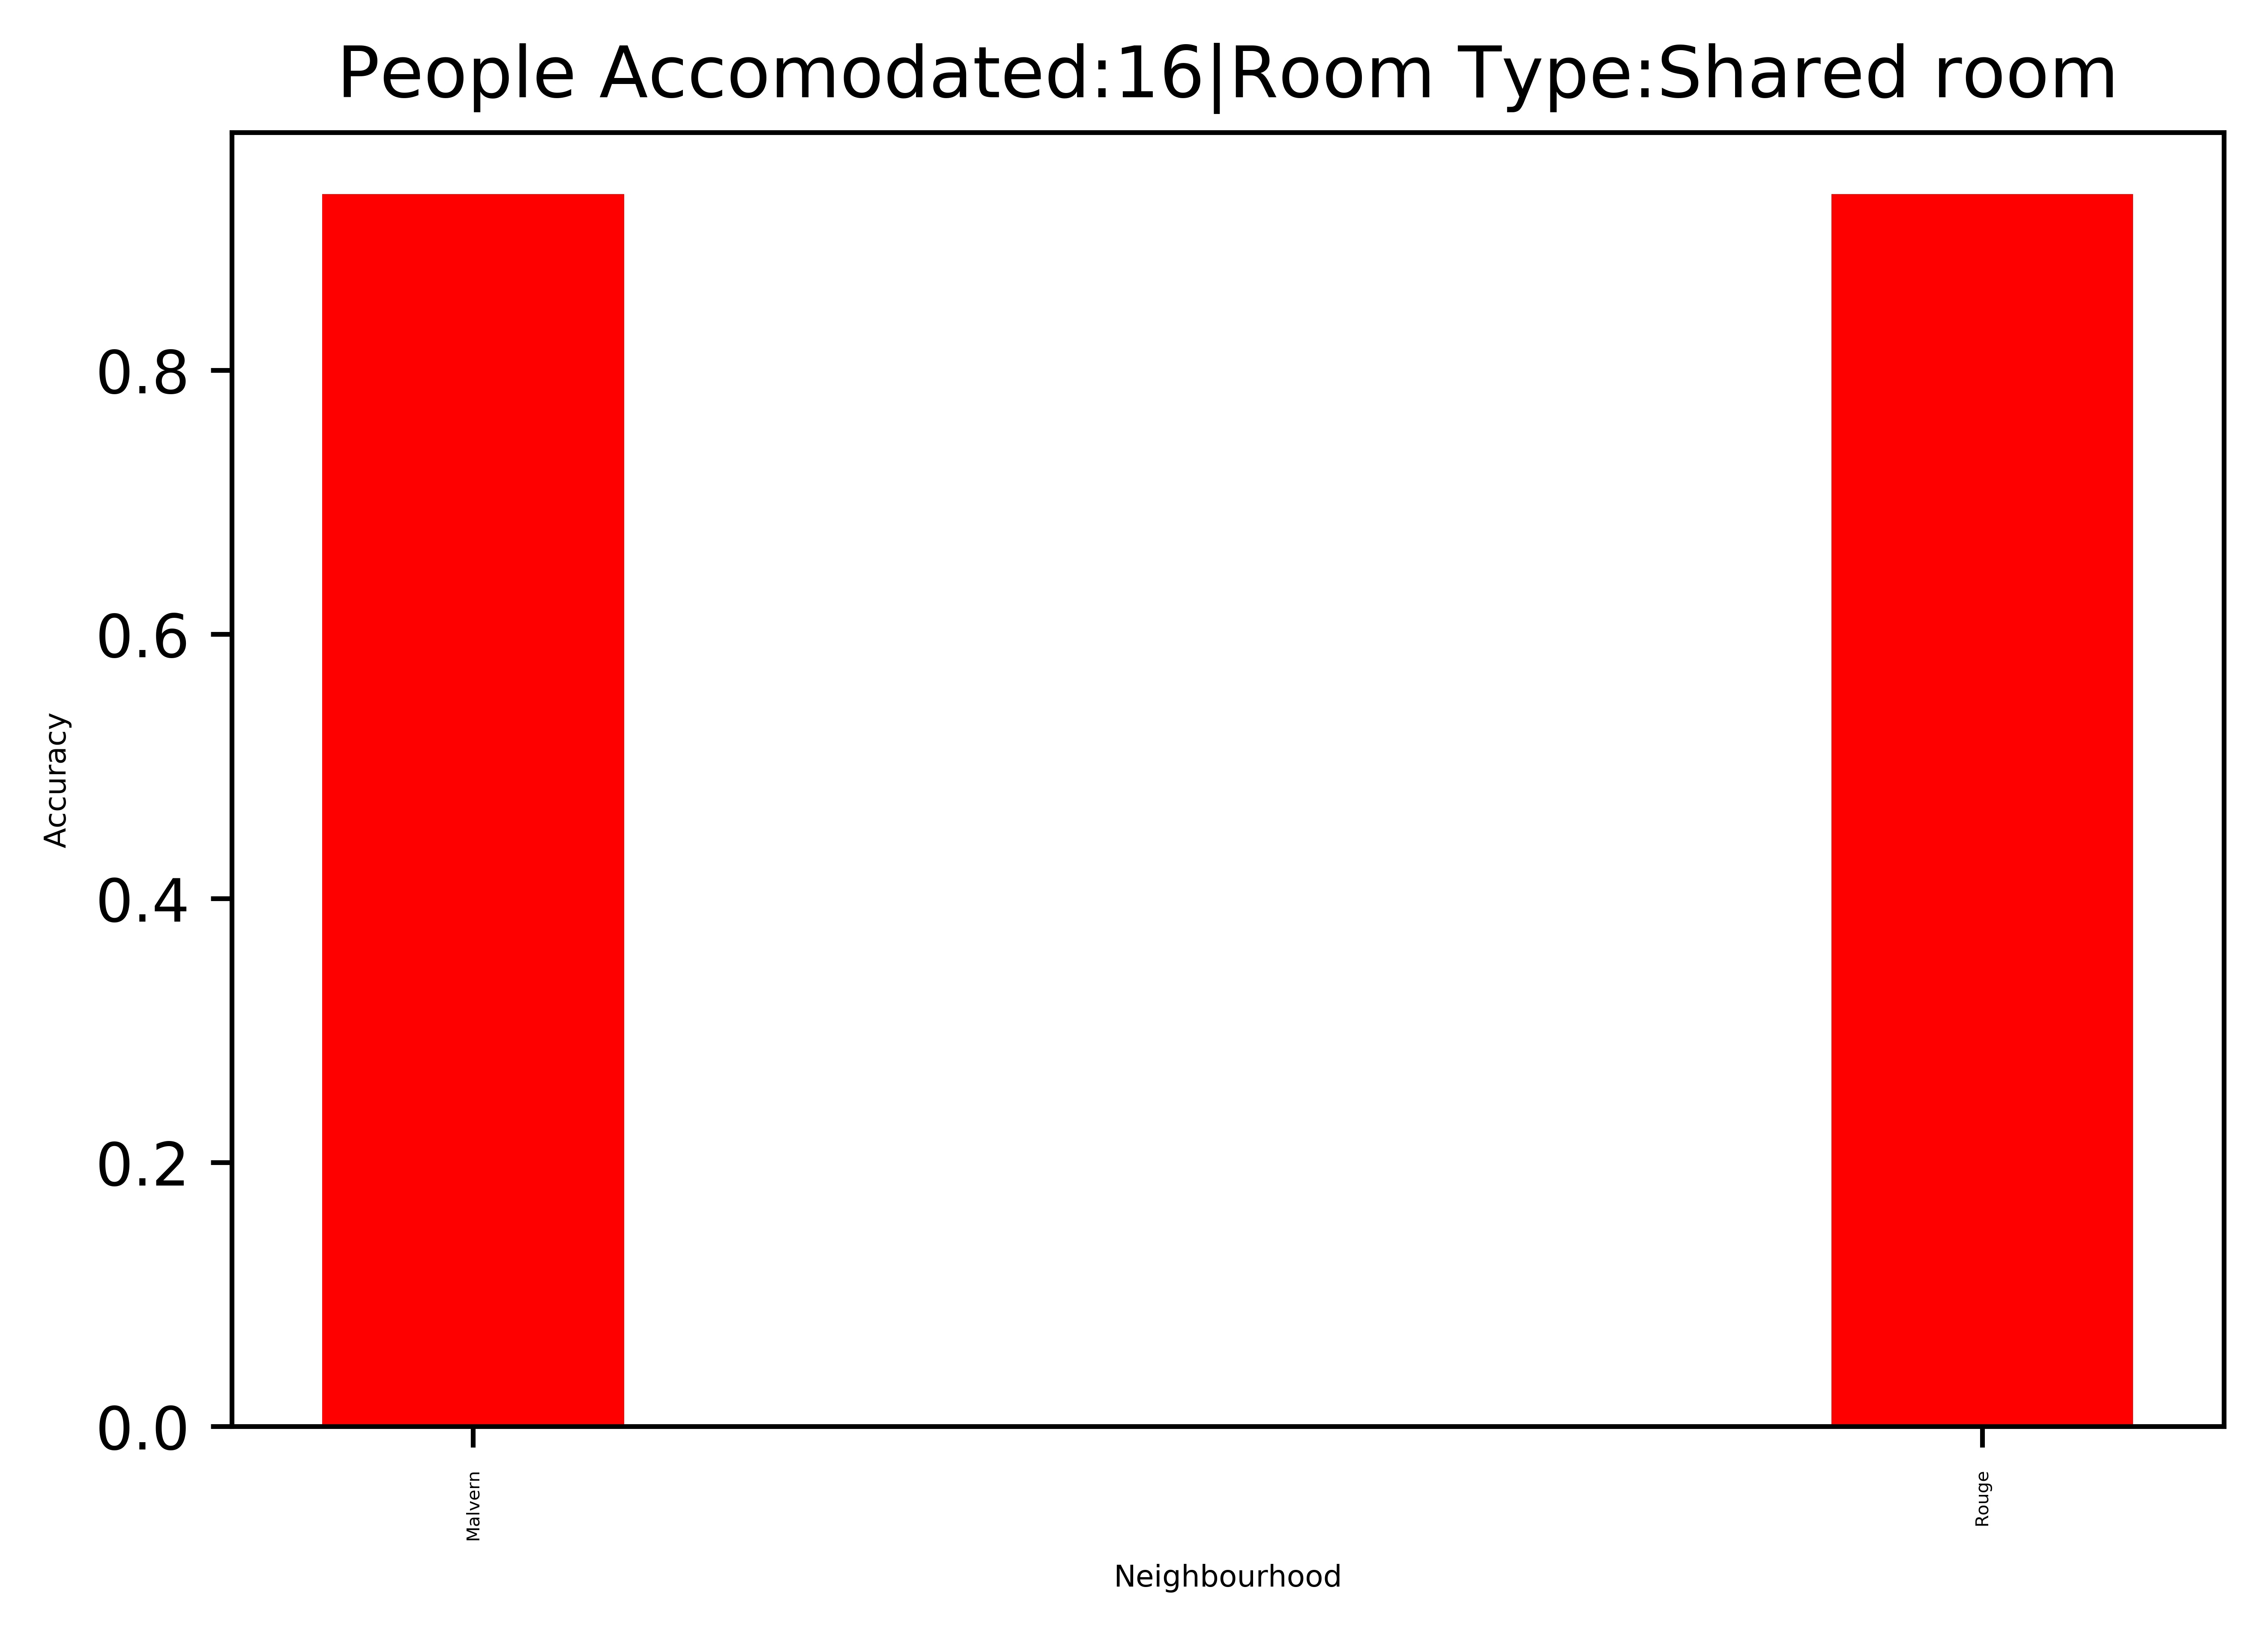 People Accomodated:16|Room Type:Shared room
0.8
0.6
0.4
0.2
0.0
Accuracy
Malvern
Rouge
Neighbourhood